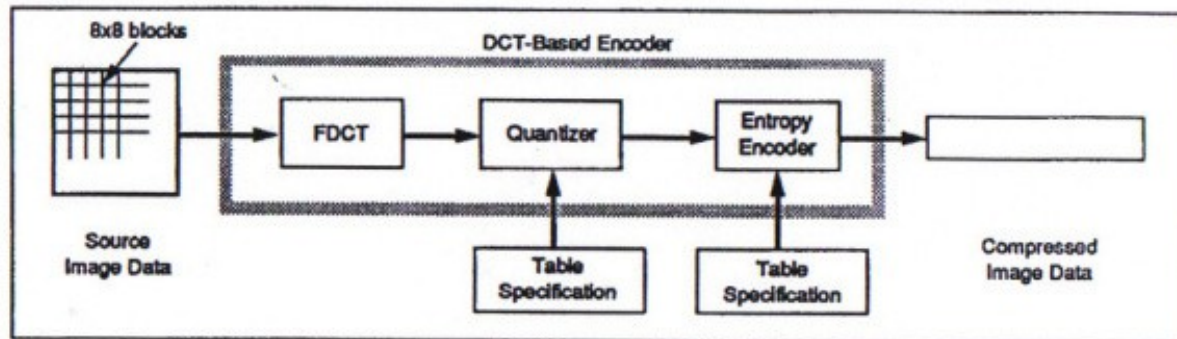 8x8 blocks
DCT-Based Encoder
FDCT
Quantizer
Entropy
Encoder
Source
Image Data
Table
Specification
Table
Specification
Compressed
Image Data